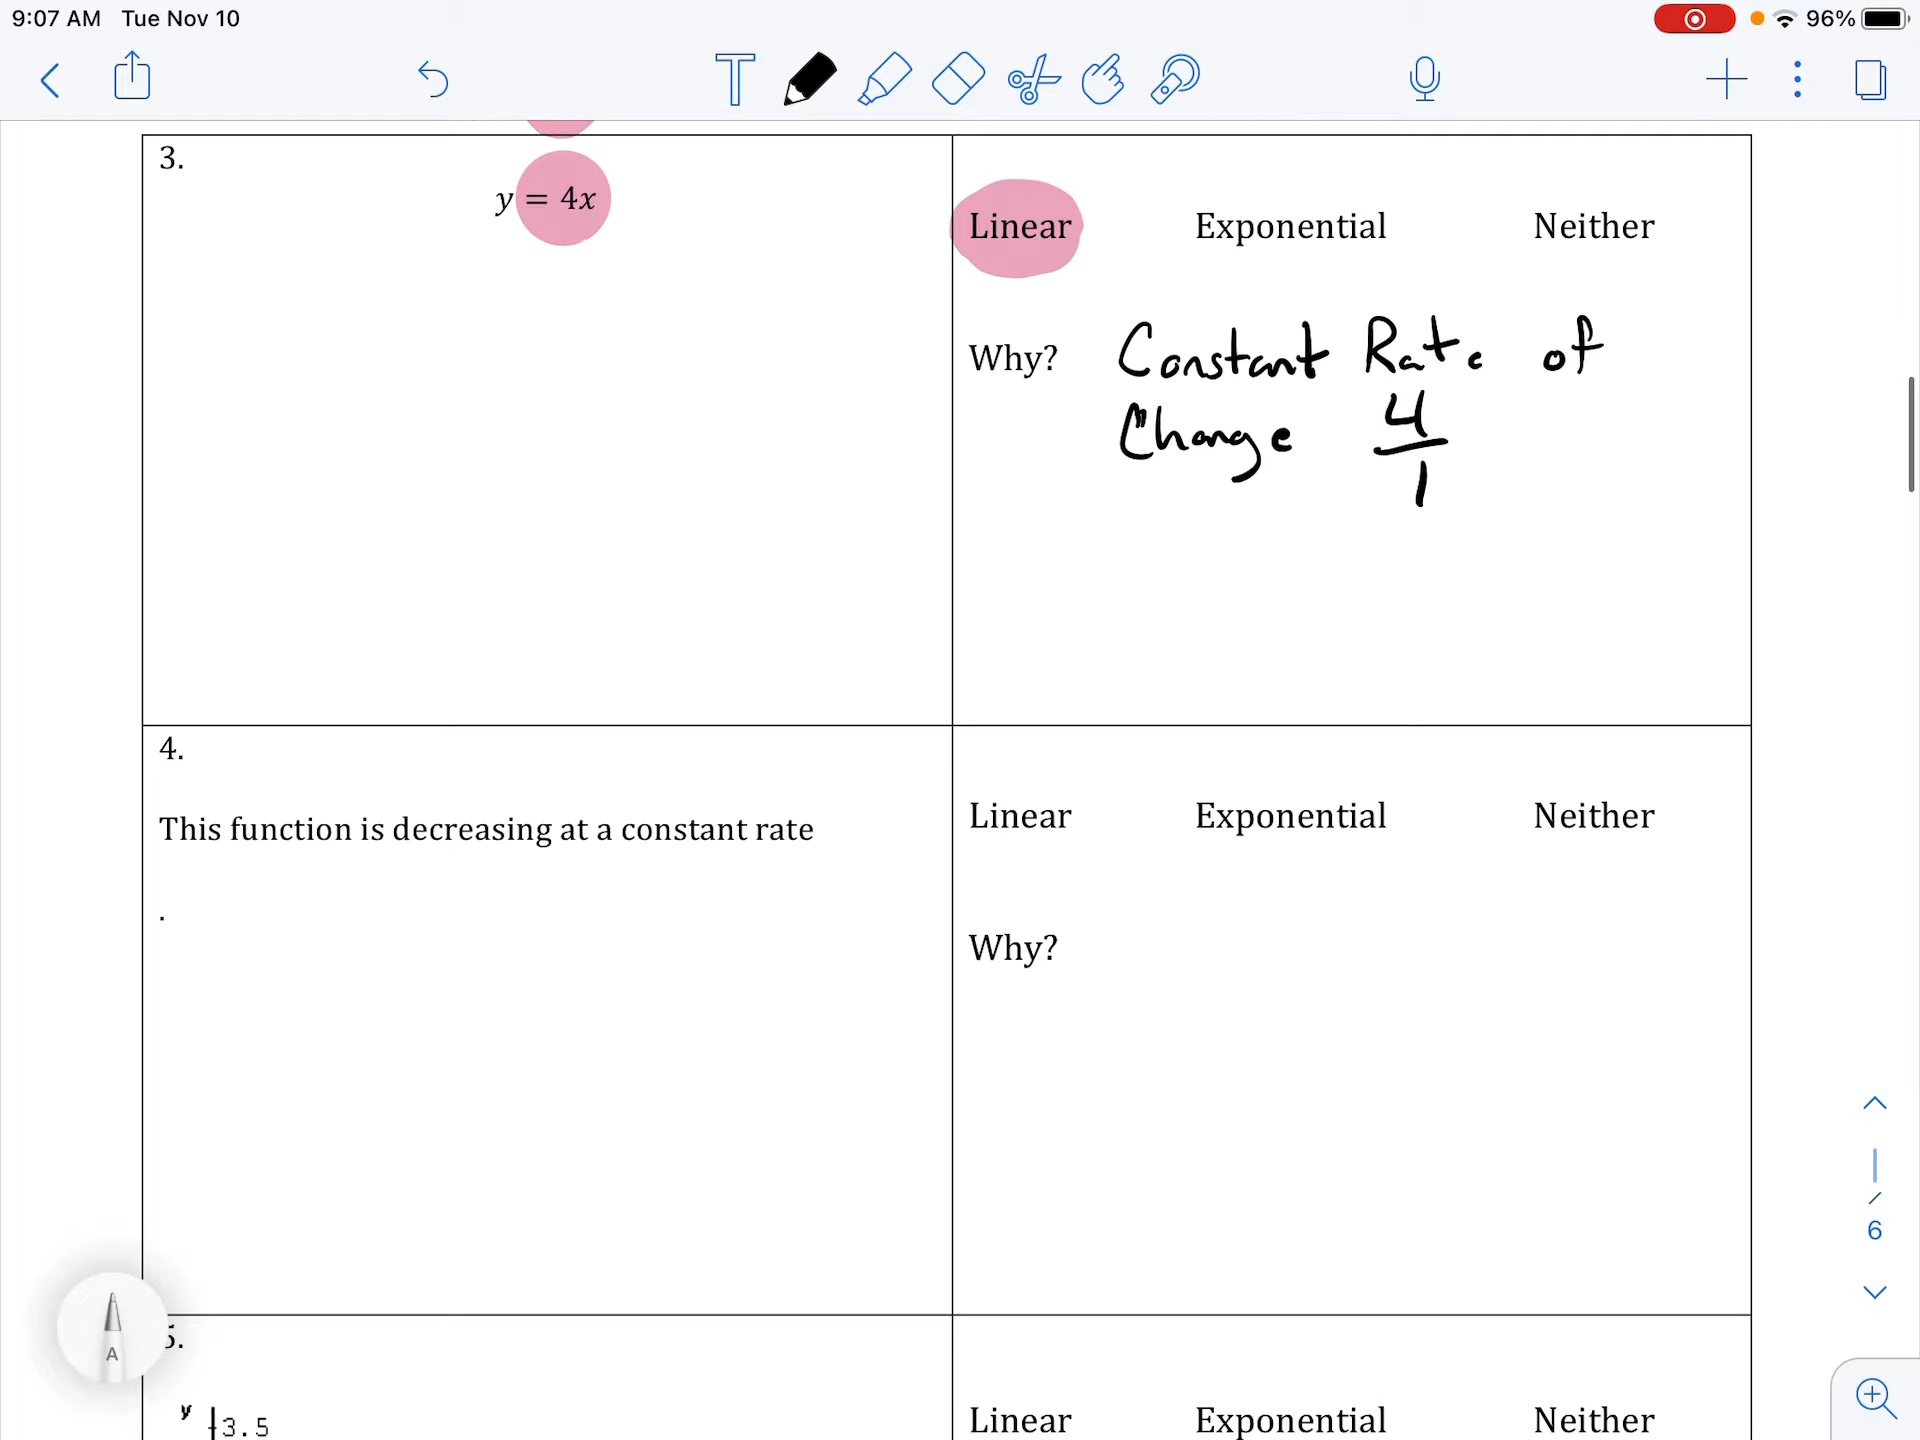 9:07 AM Tue Nov 10
96%
3.
y = 4x
Linear Exponential Neither
Why? Constant Rate of
Change 4
1
4.
This function is decreasing at a constant rate
.
Linear Exponential Neither
Why?
1
/
6
A
5.
y 3.5
Linear Exponential Neither